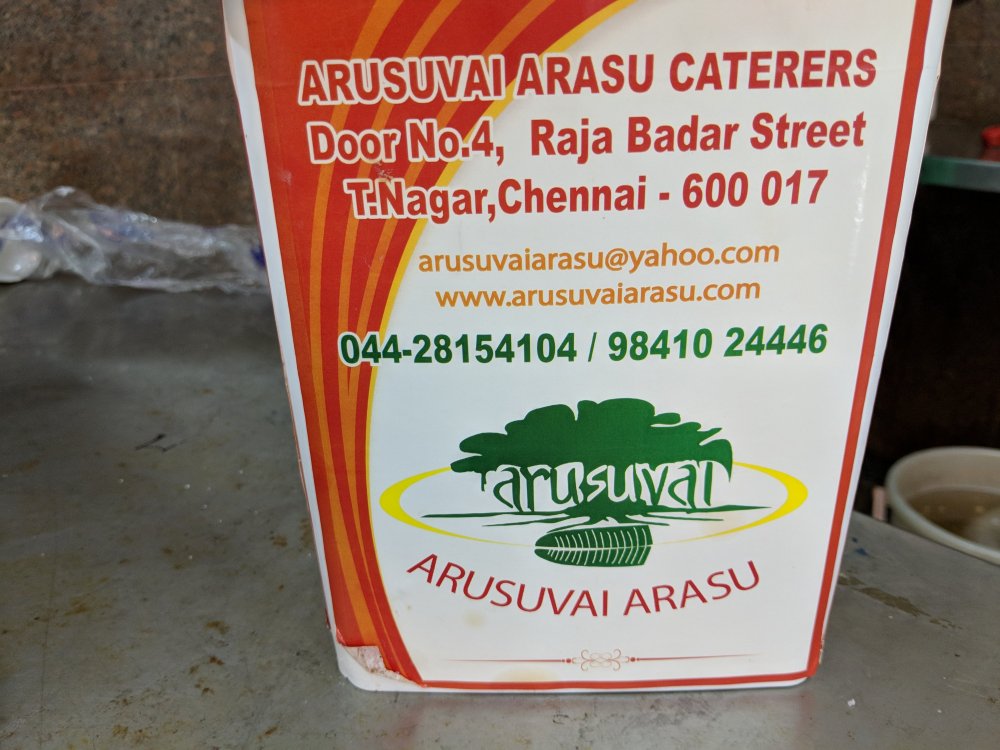 ARUSUVAI ARASU CATERERS
Door No.4, Raja Badar Street
T.Nagar,Chennai - 600 017
arusuvaiarasu@yahoo.com
www.arusuvaiarasu.com
044-28154104 / 98410 24446
arusuvai
ARUSUVAI ARASU